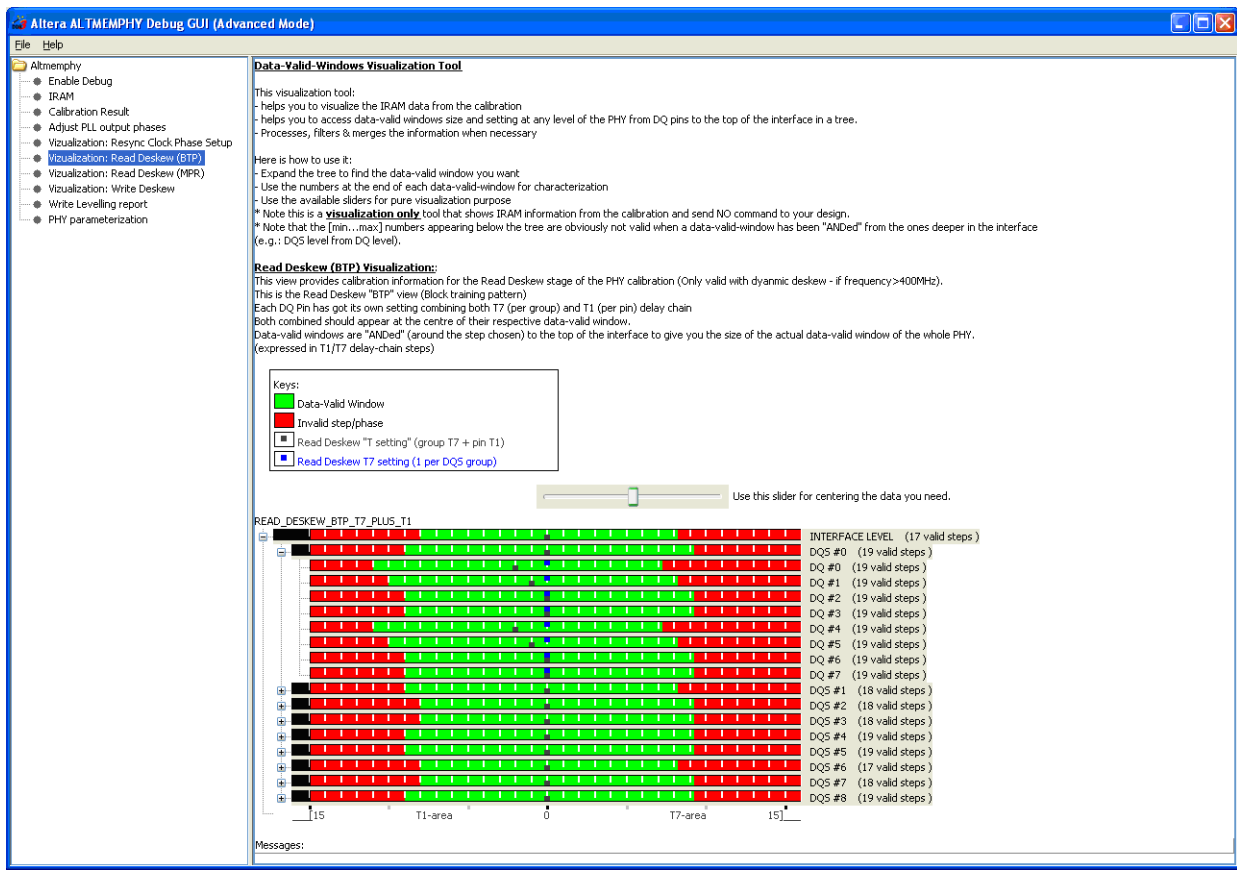 Altera ALTMEMPHY Debug GUI (Advanced Mode)
File Help
Altmemphy
Enable Debug
IRAM
Calibration Result
Adjust PLL output phases
Vizualization: Resync Clock Phase Setup
Vizualization: Read Deskew (BTP)
Vizualization: Read Deskew (MPR)
Vizualization: Write Deskew
Write Levelling report
PHY parameterization
Data-Valid-Windows Visualization Tool
This visualization tool:
- helps you to visualize the IRAM data from the calibration
- helps you to access data-valid windows size and setting at any level of the PHY from DQ pins to the top of the interface in a tree.
- Processes, filters & merges the information when necessary
Here is how to use it:
- Expand the tree to find the data-valid window you want
- Use the numbers at the end of each data-valid-window for characterization
- Use the available sliders for pure visualization purpose
* Note this is a visualization only tool that shows IRAM information from the calibration and send NO command to your design.
* Note that the [min...max] numbers appearing below the tree are obviously not valid when a data-valid-window has been "ANDed" from the ones deeper in the interface
(e.g.: DQS level from DQ level).
Read Deskew (BTP) Visualization::
This view provides calibration information for the Read Deskew stage of the PHY calibration (Only valid with dyanmic deskew - if frequency>400MHz).
This is the Read Deskew "BTP" view (Block training pattern)
Each DQ Pin has got its own setting combining both T7 (per group) and T1 (per pin) delay chain
Both combined should appear at the centre of their respective data-valid window.
Data-valid windows are "ANDed" (around the step chosen) to the top of the interface to give you the size of the actual data-valid window of the whole PHY.
(expressed in T1/T7 delay-chain steps)
Keys:
Data-Valid Window
Invalid step/phase
Read Deskew "T setting" (group T7 + pin T1)
Read Deskew T7 setting (1 per DQS group)
Use this slider for centering the data you need.
READ_DESKEW_BTP_T7_PLUS_T1
INTERFACE LEVEL (17 valid steps )
DQS #0 (19 valid steps )
DQ #0 (19 valid steps )
DQ #1 (19 valid steps )
DQ #2 (19 valid steps )
DQ #3 (19 valid steps )
DQ #4 (19 valid steps )
DQ #5 (19 valid steps )
DQ #6 (19 valid steps )
DQ #7 (19 valid steps )
DQS #1 (18 valid steps )
DQS #2 (18 valid steps )
DQS #3 (18 valid steps )
DQS #4 (19 valid steps )
DQS #5 (19 valid steps )
DQS #6 (17 valid steps )
DQS #7 (18 valid steps )
DQS #8 (19 valid steps )
___[15 T1-area 0 T7-area 15]___
Messages: